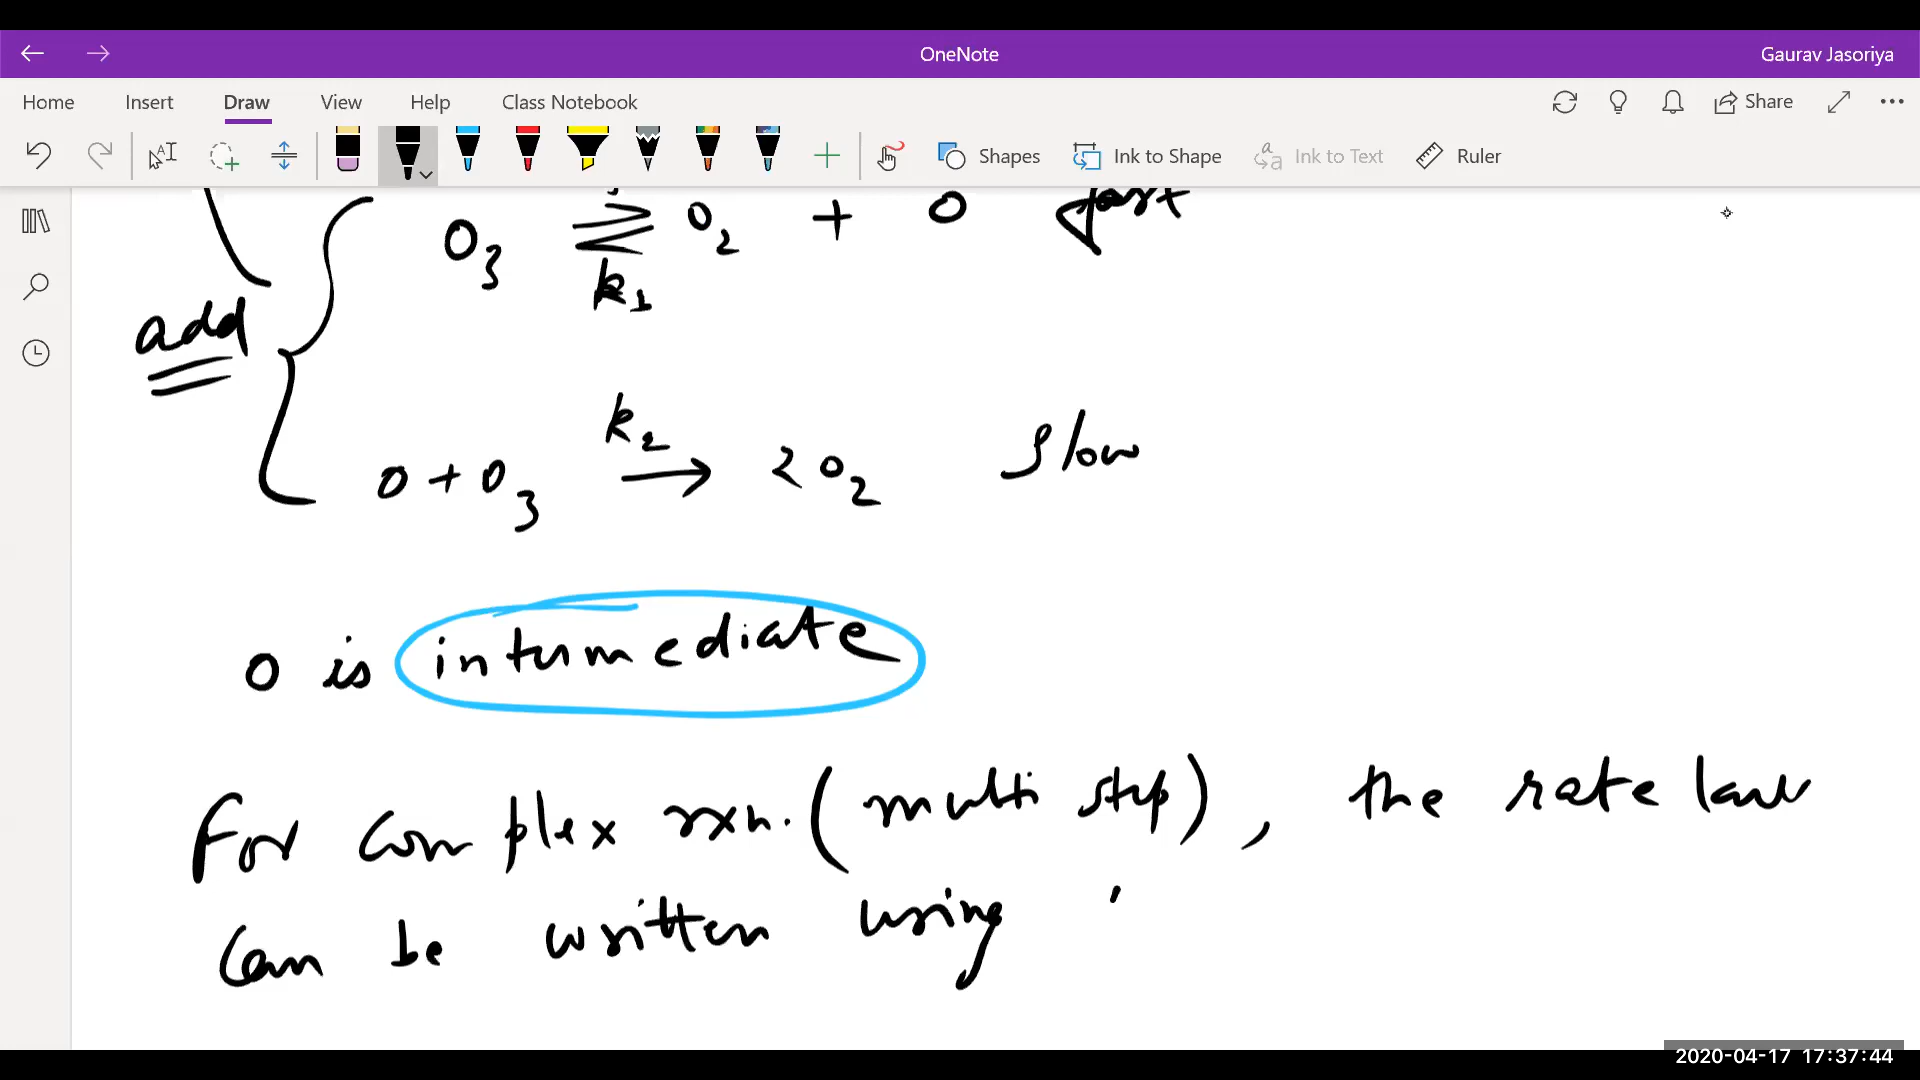 OneNote
Gaurav Jasoriya
Home Insert Draw View Help Class Notebook
Share
Shapes Ink to Shape Ink to Text Ruler
O3 ⇌ O2 + O fast
k1
add
k2
O + O3 → 2O2 slow
O is intermediate
For complex rxn. (multi step), the rate law
can be written using
2020-04-17 17:37:44